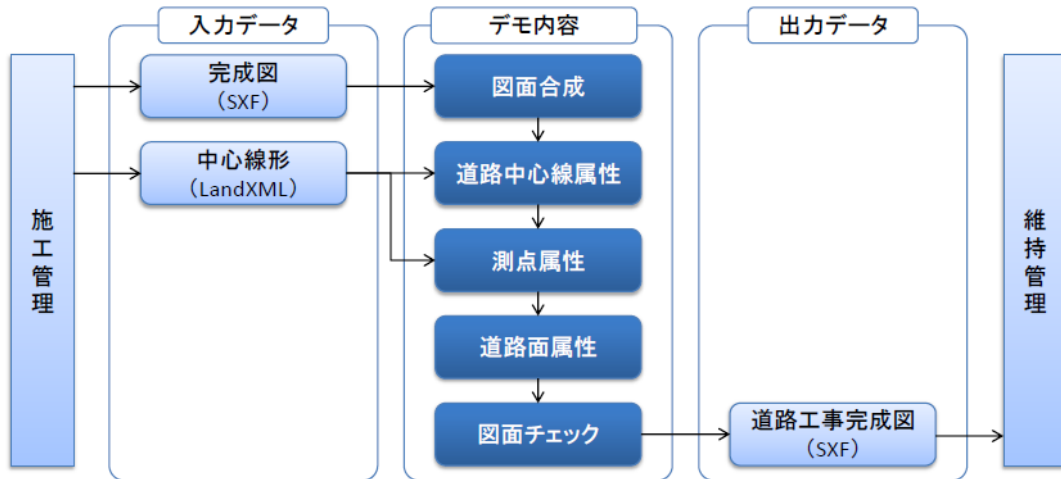 入力データ
デモ内容
出力データ
施工管理
完成図
（SXF）
中心線形
（LandXML）
図面合成
道路中心線属性
測点属性
道路面属性
図面チェック
道路工事完成図
（SXF）
維持管理